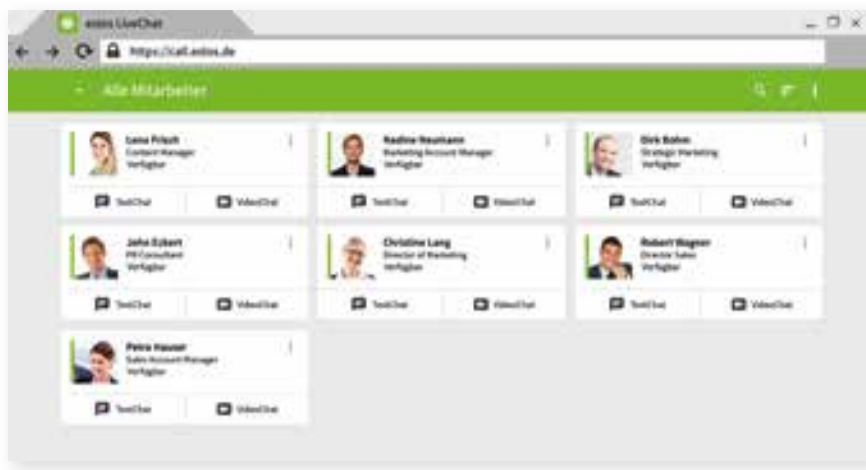 estos LiveChat
https://call.estos.de
Alle Mitarbeiter
Lena Frisch
Content Manager
Verfügbar
TextChat VideoChat
Nadine Neumann
Marketing Account Manager
Verfügbar
TextChat VideoChat
Dirk Bohm
Strategic Marketing
Verfügbar
TextChat VideoChat
John Eckert
PR Consultant
Verfügbar
TextChat VideoChat
Christine Lang
Director of Marketing
Verfügbar
TextChat VideoChat
Robert Wagner
Director Sales
Verfügbar
TextChat VideoChat
Petra Hauser
Sales Account Manager
Verfügbar
TextChat VideoChat